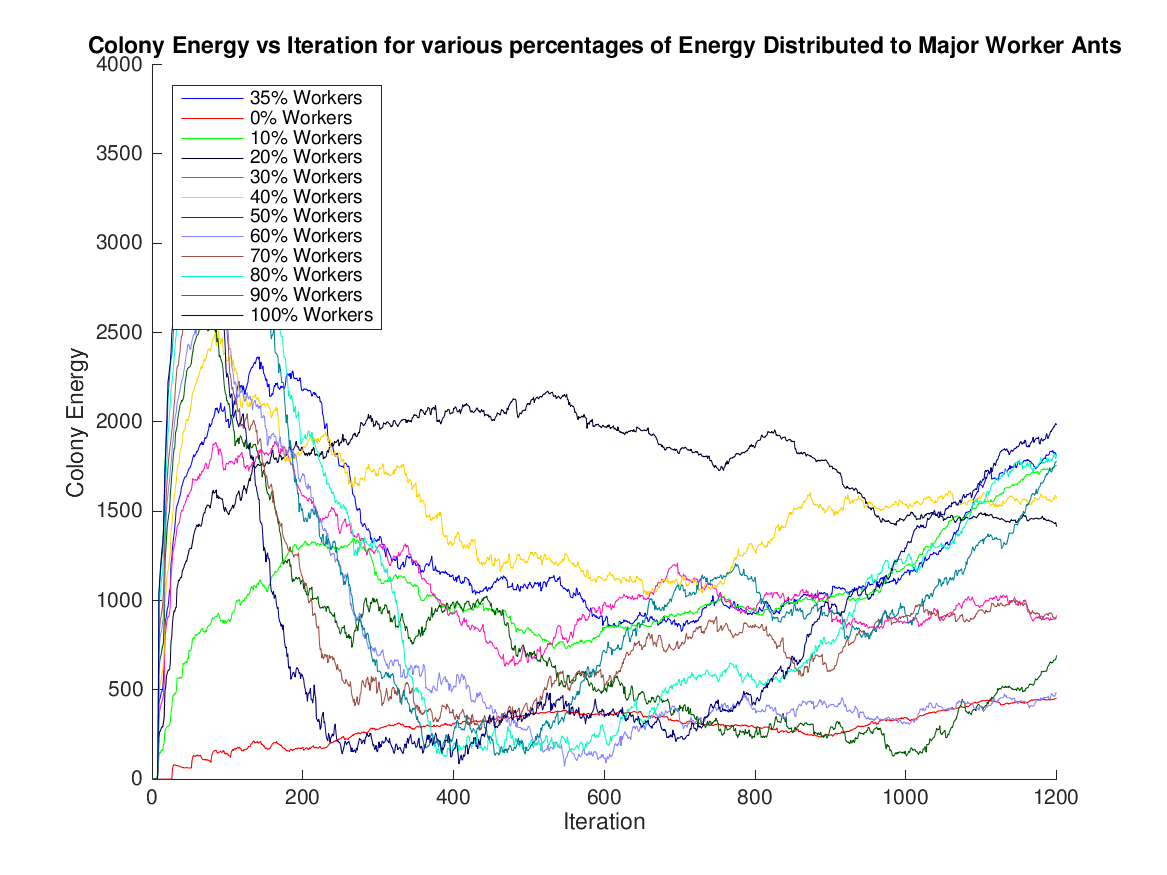 Colony Energy vs Iteration for various percentages of Energy Distributed to Major Worker Ants
4000
3500
3000
2500
2000
1500
1000
500
0
Colony Energy
35% Workers
0% Workers
10% Workers
20% Workers
30% Workers
40% Workers
50% Workers
60% Workers
70% Workers
80% Workers
90% Workers
100% Workers
0 200 400 600 800 1000 1200
Iteration